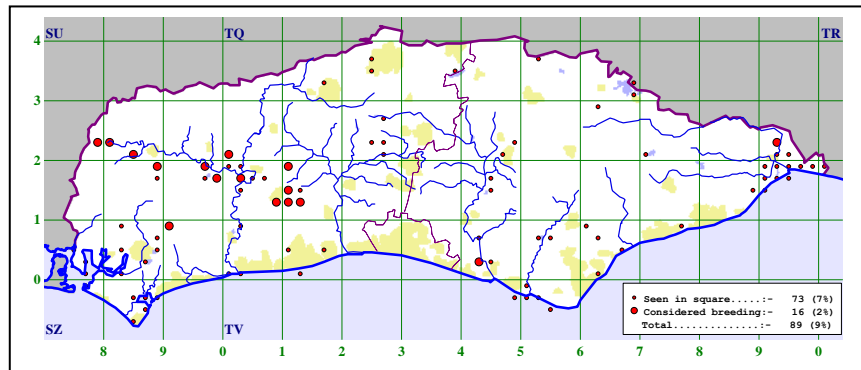 SU TQ TR
4
3
2
1
0
Seen in square.....:- 73 (7%)
Considered breeding:- 16 (2%)
Total..............:- 89 (9%)
SZ TV
8 9 0 1 2 3 4 5 6 7 8 9 0